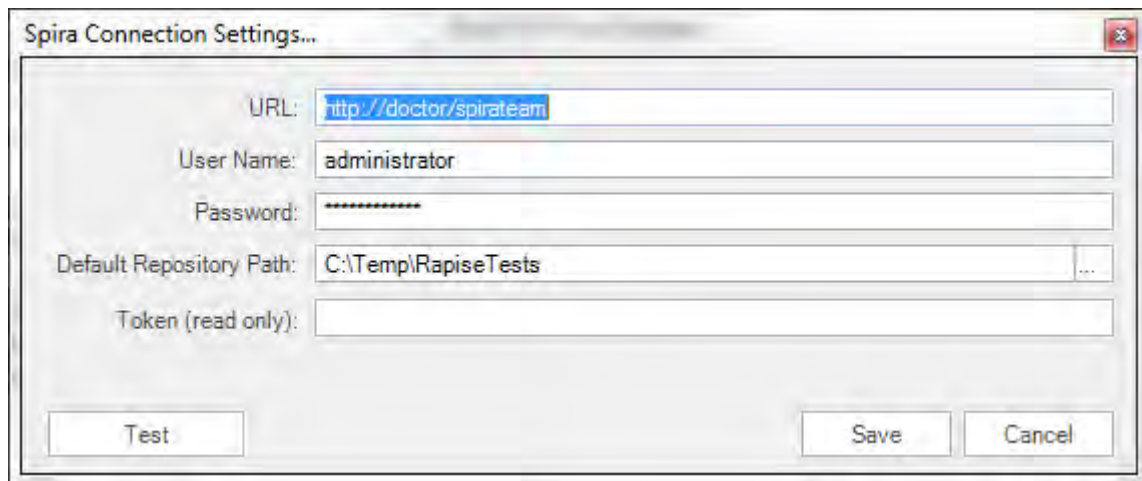 Spira Connection Settings...
URL: http://doctor/spirateam
User Name: administrator
Password: *************
Default Repository Path: C:\Temp\RapiseTests ...
Token (read only):
Test Save Cancel